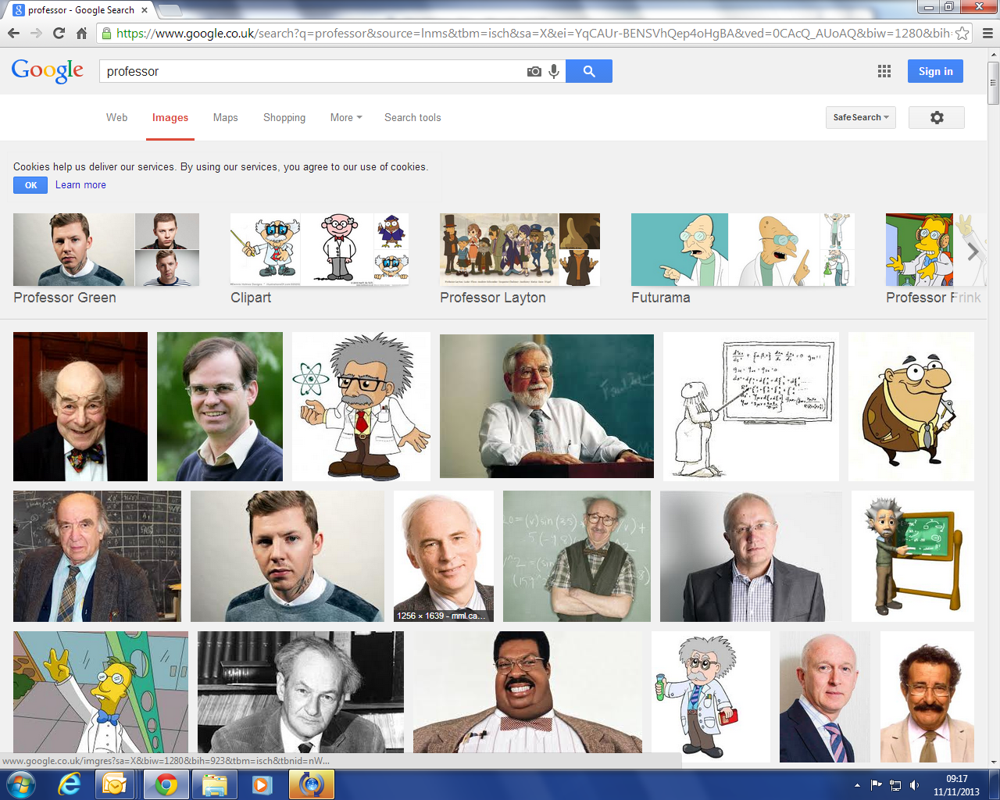 professor - Google Search
https://www.google.co.uk/search?q=professor&source=lnms&tbm=isch&sa=X&ei=YqCAUr-BENSVhQep4oHgBA&ved=0CAcQ_AUoAQ&biw=1280&bih=
Google
professor
Sign in
Web
Images
Maps
Shopping
More
Search tools
SafeSearch
Cookies help us deliver our services. By using our services, you agree to our use of cookies.
OK
Learn more
Professor Green
Clipart
Professor Layton
Futurama
Professor Frink
1256 × 1639 - mml.ca...
www.google.co.uk/imgres?sa=X&biw=1280&bih=923&tbm=isch&tbnid=nW...
09:17
11/11/2013